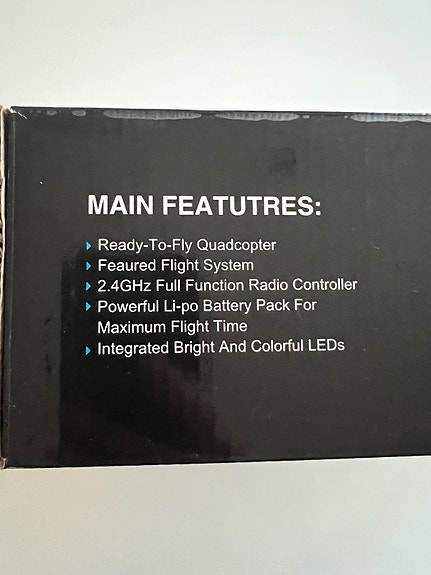 MAIN FEATUTRES:
Ready-To-Fly Quadcopter
Feaured Flight System
2.4GHz Full Function Radio Controller
Powerful Li-po Battery Pack For
Maximum Flight Time
Integrated Bright And Colorful LEDs